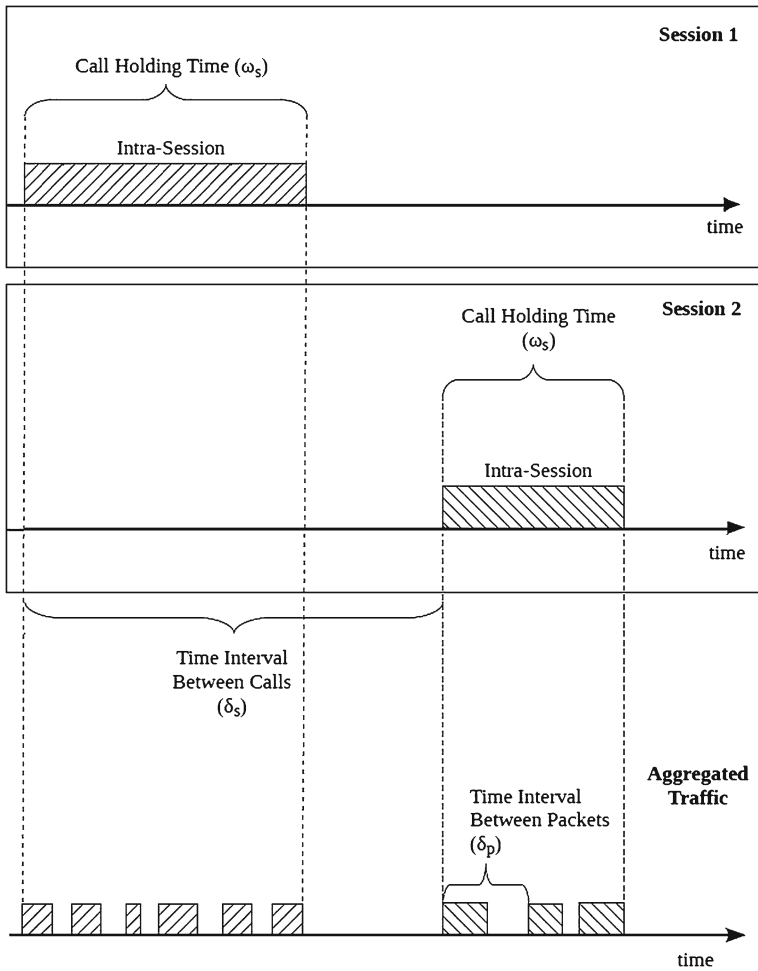 Session 1
Call Holding Time (ωs)
Intra-Session
time
Session 2
Call Holding Time
(ωs)
Intra-Session
time
Time Interval
Between Calls
(δs)
Aggregated
Traffic
Time Interval
Between Packets
(δp)
time